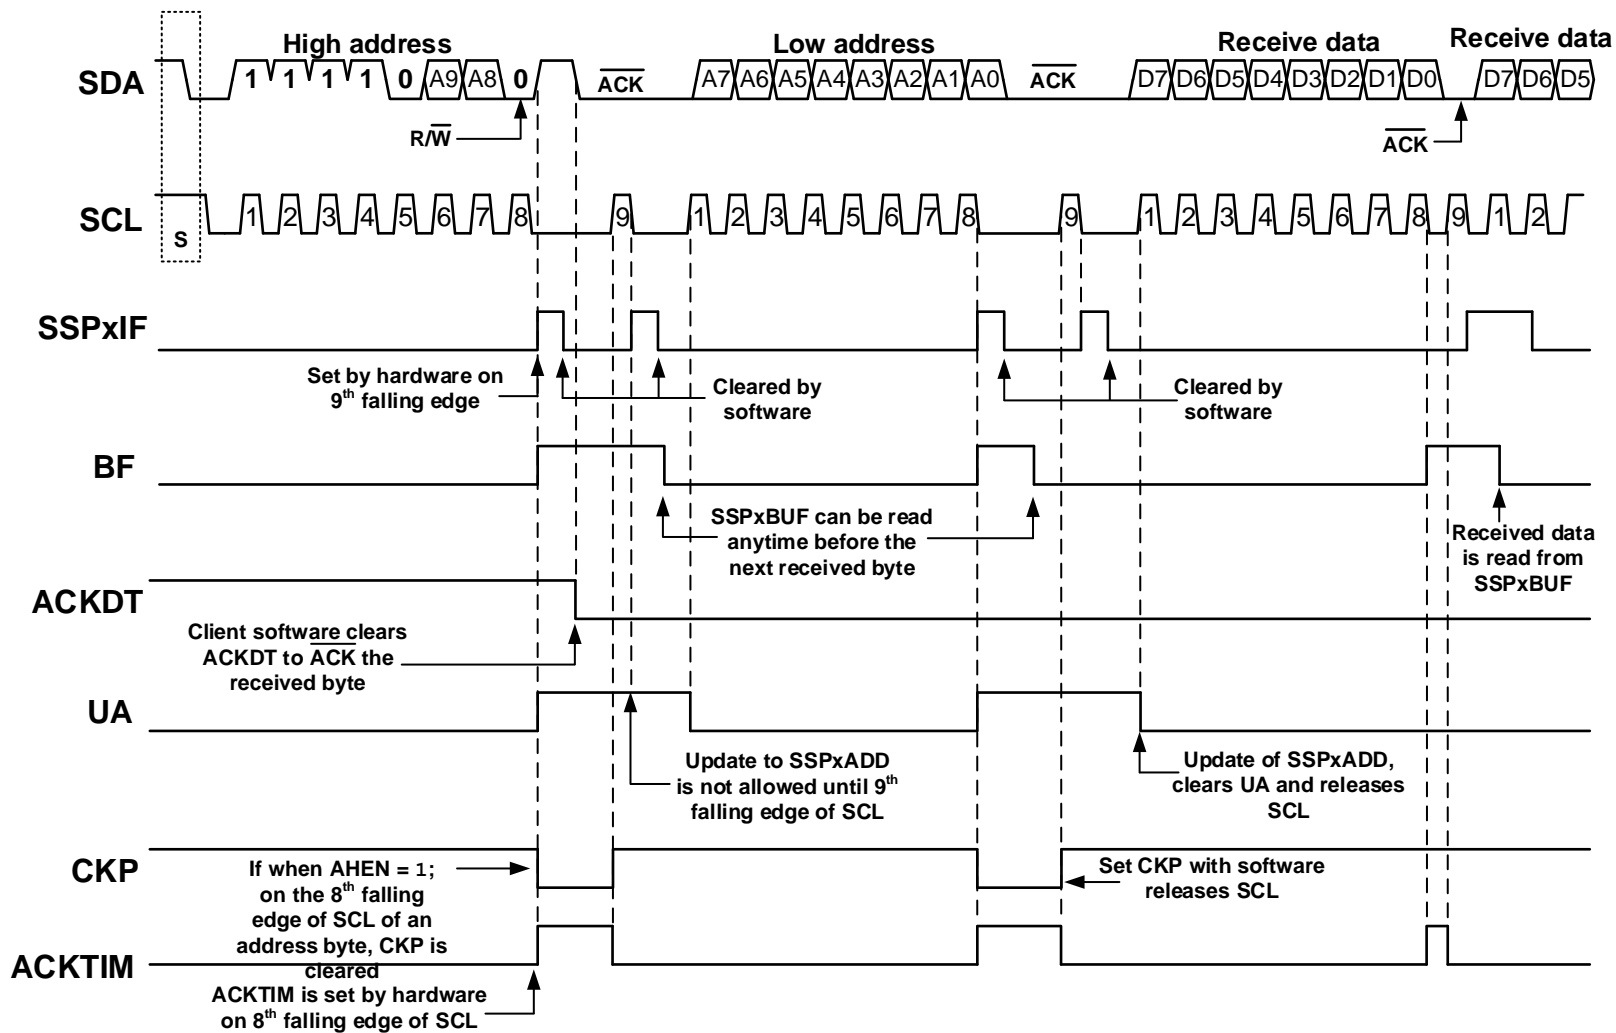 High address
Low address
Receive data
Receive data
SDA
1 1 1 1 0 A9 A8 0
ACK
A7 A6 A5 A4 A3 A2 A1 A0
ACK
D7 D6 D5 D4 D3 D2 D1 D0
D7 D6 D5
R/W
ACK
SCL
S
1 2 3 4 5 6 7 8 9 1 2 3 4 5 6 7 8 9 1 2 3 4 5 6 7 8 9 1 2
SSPxIF
Set by hardware on
9th falling edge
Cleared by
software
Cleared by
software
BF
SSPxBUF can be read
anytime before the
next received byte
Received data
is read from
SSPxBUF
ACKDT
Client software clears
ACKDT to ACK the
received byte
UA
Update to SSPxADD
is not allowed until 9th
falling edge of SCL
Update of SSPxADD,
clears UA and releases
SCL
CKP
If when AHEN = 1;
on the 8th falling
edge of SCL of an
address byte, CKP is
cleared
Set CKP with software
releases SCL
ACKTIM
ACKTIM is set by hardware
on 8th falling edge of SCL